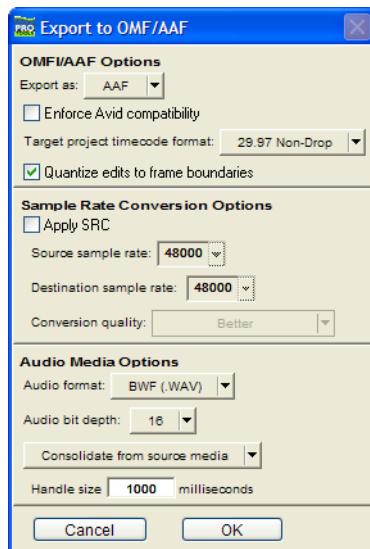 PRO Export to OMF/AAF
OMFI/AAF Options
Export as: AAF
Enforce Avid compatibility
Target project timecode format: 29.97 Non-Drop
Quantize edits to frame boundaries
Sample Rate Conversion Options
Apply SRC
Source sample rate: 48000
Destination sample rate: 48000
Conversion quality: Better
Audio Media Options
Audio format: BWF (.WAV)
Audio bit depth: 16
Consolidate from source media
Handle size 1000 milliseconds
Cancel OK